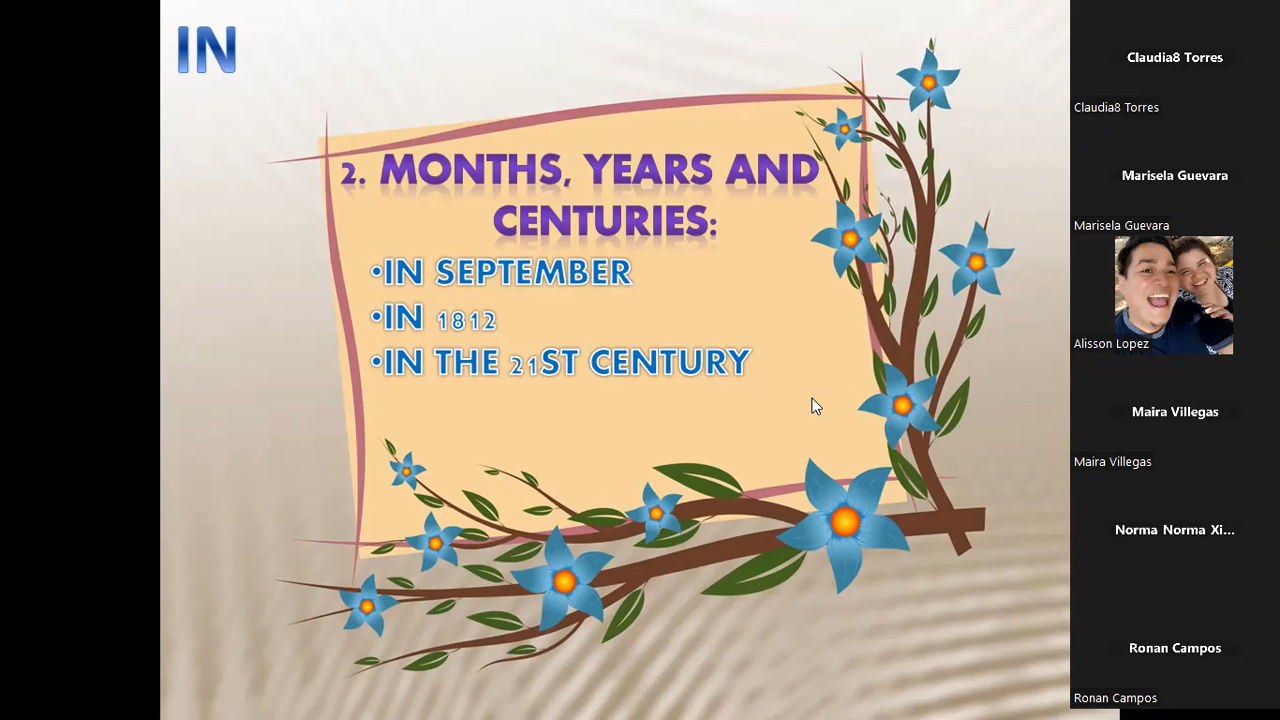 IN
2. MONTHS, YEARS AND
CENTURIES:
•IN SEPTEMBER
•IN 1812
•IN THE 21ST CENTURY
Claudia8 Torres
Claudia8 Torres
Marisela Guevara
Marisela Guevara
Alisson Lopez
Maira Villegas
Maira Villegas
Norma Norma Xi...
Ronan Campos
Ronan Campos